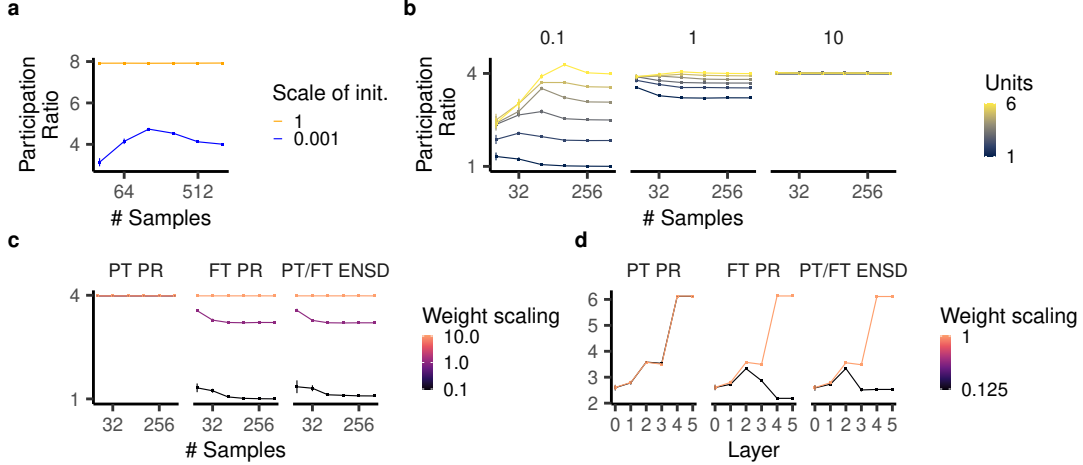 a
Participation
Ratio
8
6
4
64
512
# Samples
Scale of init.
1
0.001
b
Participation
Ratio
0.1
1
10
4
1
32
256
32
256
32
256
# Samples
Units
6
1
c
PT PR
FT PR
PT/FT ENSD
4
1
32
256
32
256
32
256
# Samples
Weight scaling
10.0
1.0
0.1
d
PT PR
FT PR
PT/FT ENSD
6
5
4
3
2
0 1 2 3 4 5
0 1 2 3 4 5
0 1 2 3 4 5
Layer
Weight scaling
1
0.125